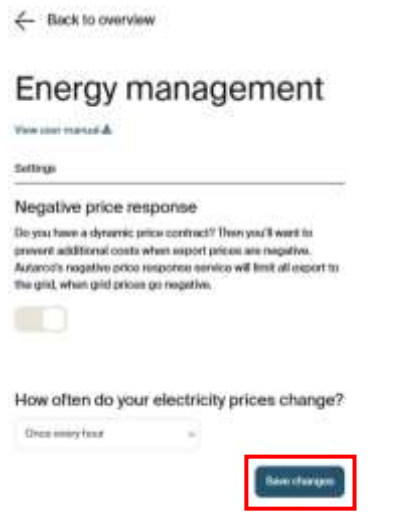 ← Back to overview
Energy management
View user manual
Settings
Negative price response
Do you have a dynamic price contract? Then you'll want to
prevent additional costs when export prices are negative.
Autarco's negative price response service will limit all export to
the grid, when grid prices go negative.
How often do your electricity prices change?
Once every hour
Save changes